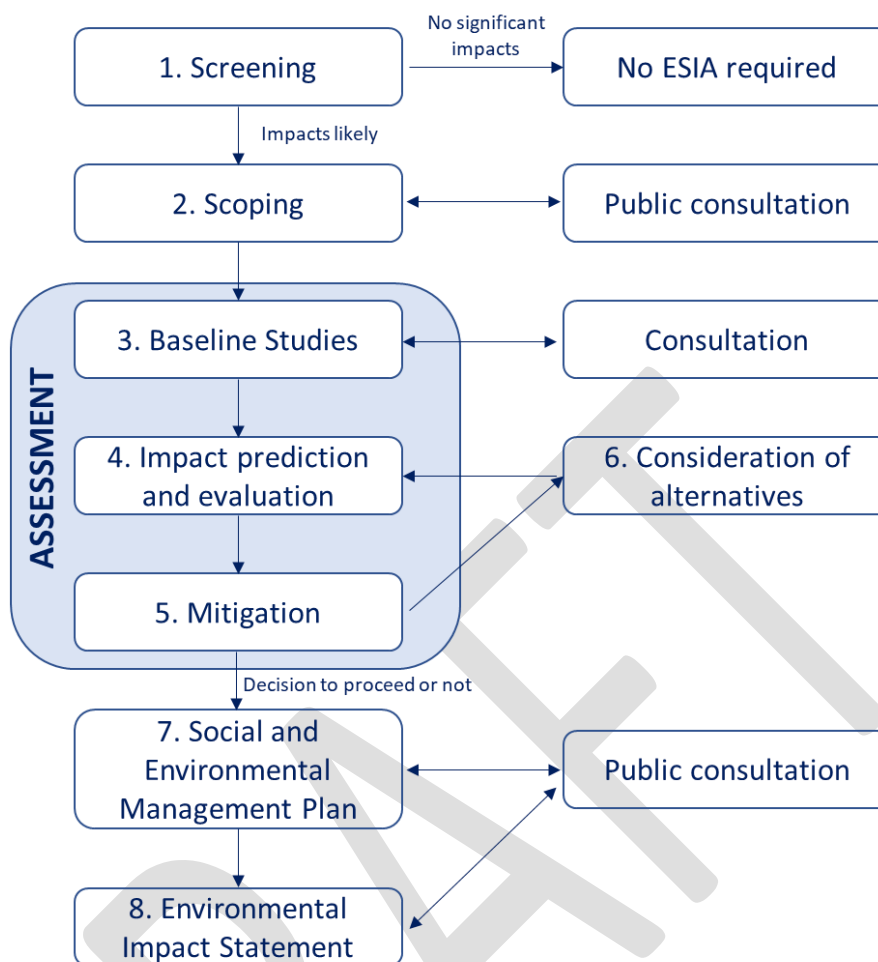 No significant
impacts
1. Screening
No ESIA required
Impacts likely
2. Scoping
Public consultation
ASSESSMENT
3. Baseline Studies
Consultation
4. Impact prediction
and evaluation
6. Consideration of
alternatives
5. Mitigation
Decision to proceed or not
7. Social and
Environmental
Management Plan
Public consultation
8. Environmental
Impact Statement
DRAFT